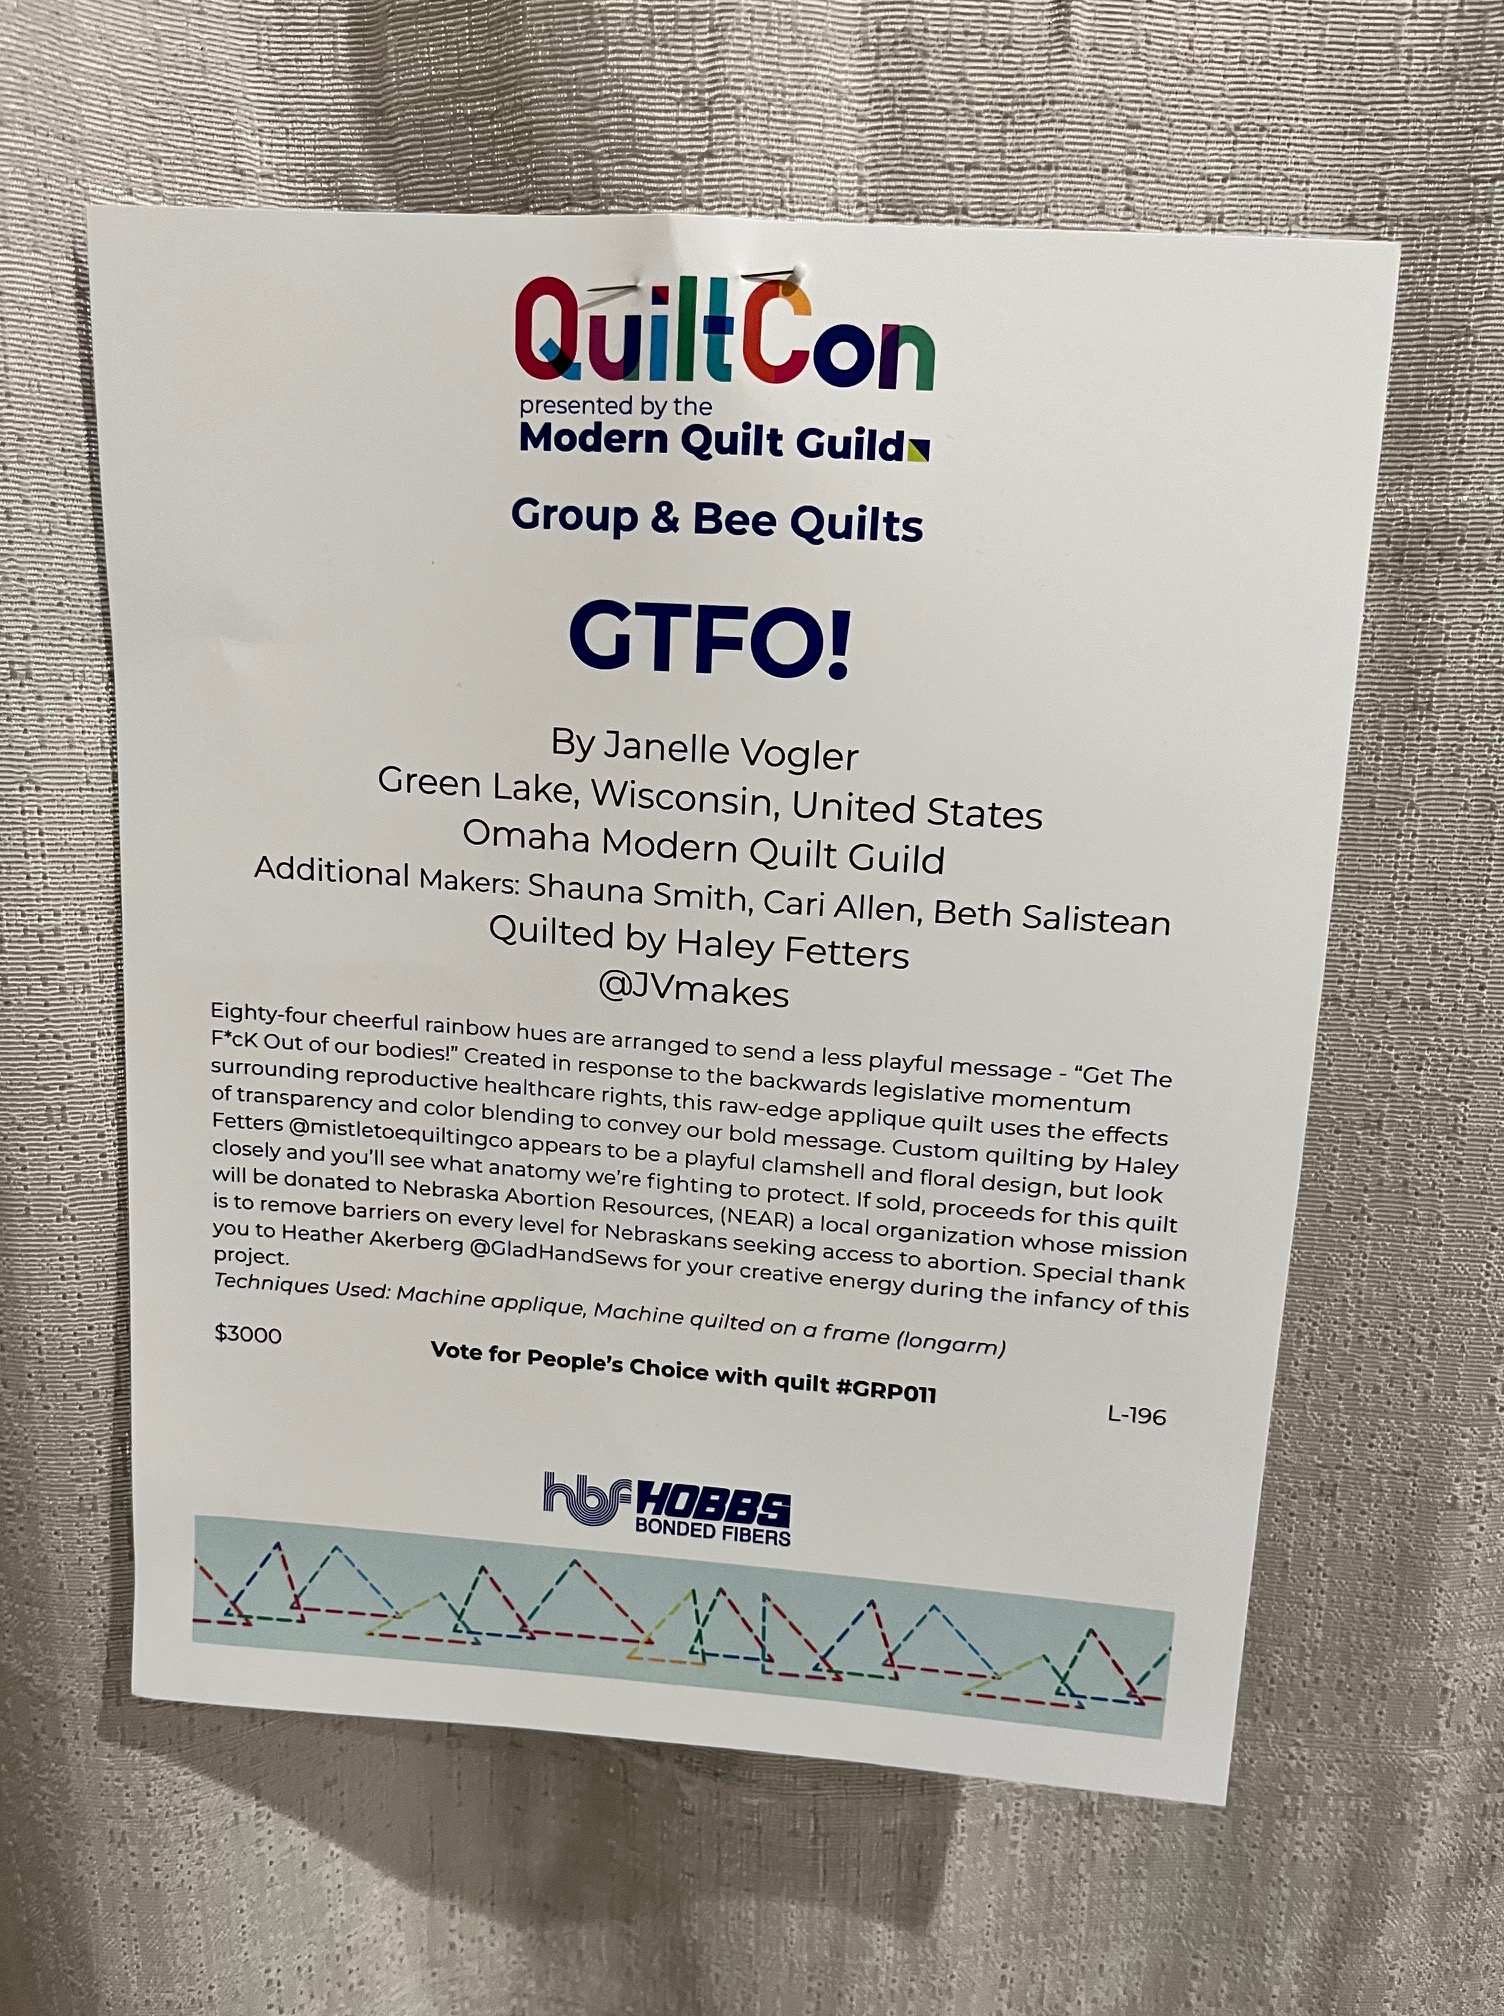 QuiltCon
presented by the
Modern Quilt Guild
Group & Bee Quilts
GTFO!
By Janelle Vogler
Green Lake, Wisconsin, United States
Omaha Modern Quilt Guild
Additional Makers: Shauna Smith, Cari Allen, Beth Salistean
Quilted by Haley Fetters
@JVmakes
Eighty-four cheerful rainbow hues are arranged to send a less playful message - “Get The
F*cK Out of our bodies!” Created in response to the backwards legislative momentum
surrounding reproductive healthcare rights, this raw-edge applique quilt uses the effects
of transparency and color blending to convey our bold message. Custom quilting by Haley
Fetters @mistletoequiltingco appears to be a playful clamshell and floral design, but look
closely and you’ll see what anatomy we’re fighting to protect. If sold, proceeds for this quilt
will be donated to Nebraska Abortion Resources, (NEAR) a local organization whose mission
is to remove barriers on every level for Nebraskans seeking access to abortion. Special thank
you to Heather Akerberg @GladHandSews for your creative energy during the infancy of this
project.
Techniques Used: Machine applique, Machine quilted on a frame (longarm)
$3000
Vote for People’s Choice with quilt #GRP011
L-196
hbf HOBBS
BONDED FIBERS